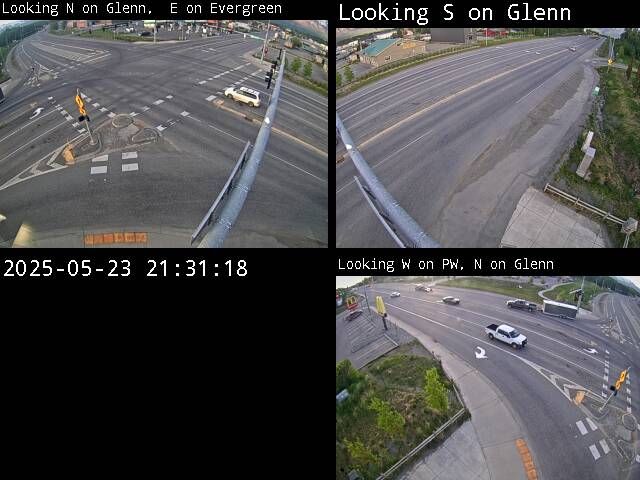 Looking N on Glenn,  E on Evergreen
Looking S on Glenn
2025-05-23 21:31:18
Looking W on PW, N on Glenn